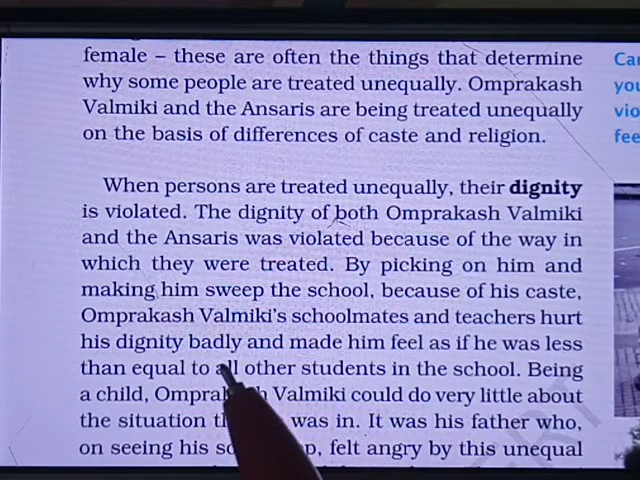 female – these are often the things that determine
why some people are treated unequally. Omprakash
Valmiki and the Ansaris are being treated unequally
on the basis of differences of caste and religion.
When persons are treated unequally, their dignity
is violated. The dignity of both Omprakash Valmiki
and the Ansaris was violated because of the way in
which they were treated. By picking on him and
making him sweep the school, because of his caste,
Omprakash Valmiki's schoolmates and teachers hurt
his dignity badly and made him feel as if he was less
than equal to all other students in the school. Being
a child, Valmiki could do very little about
the situation was in. It was his father who,
on seeing his felt angry by this unequal